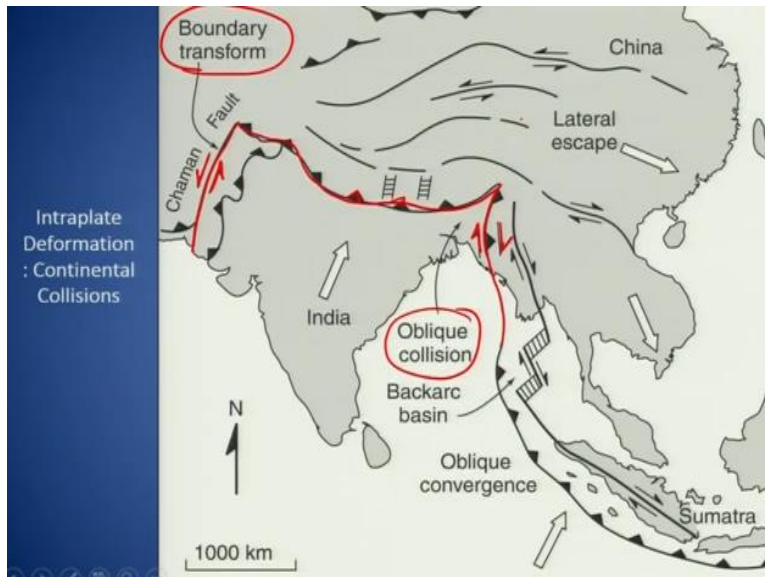 Intraplate
Deformation
: Continental
Collisions
Boundary
transform
Chaman Fault
China
Lateral
escape
India
Oblique
collision
Backarc
basin
N
Oblique
convergence
Sumatra
1000 km